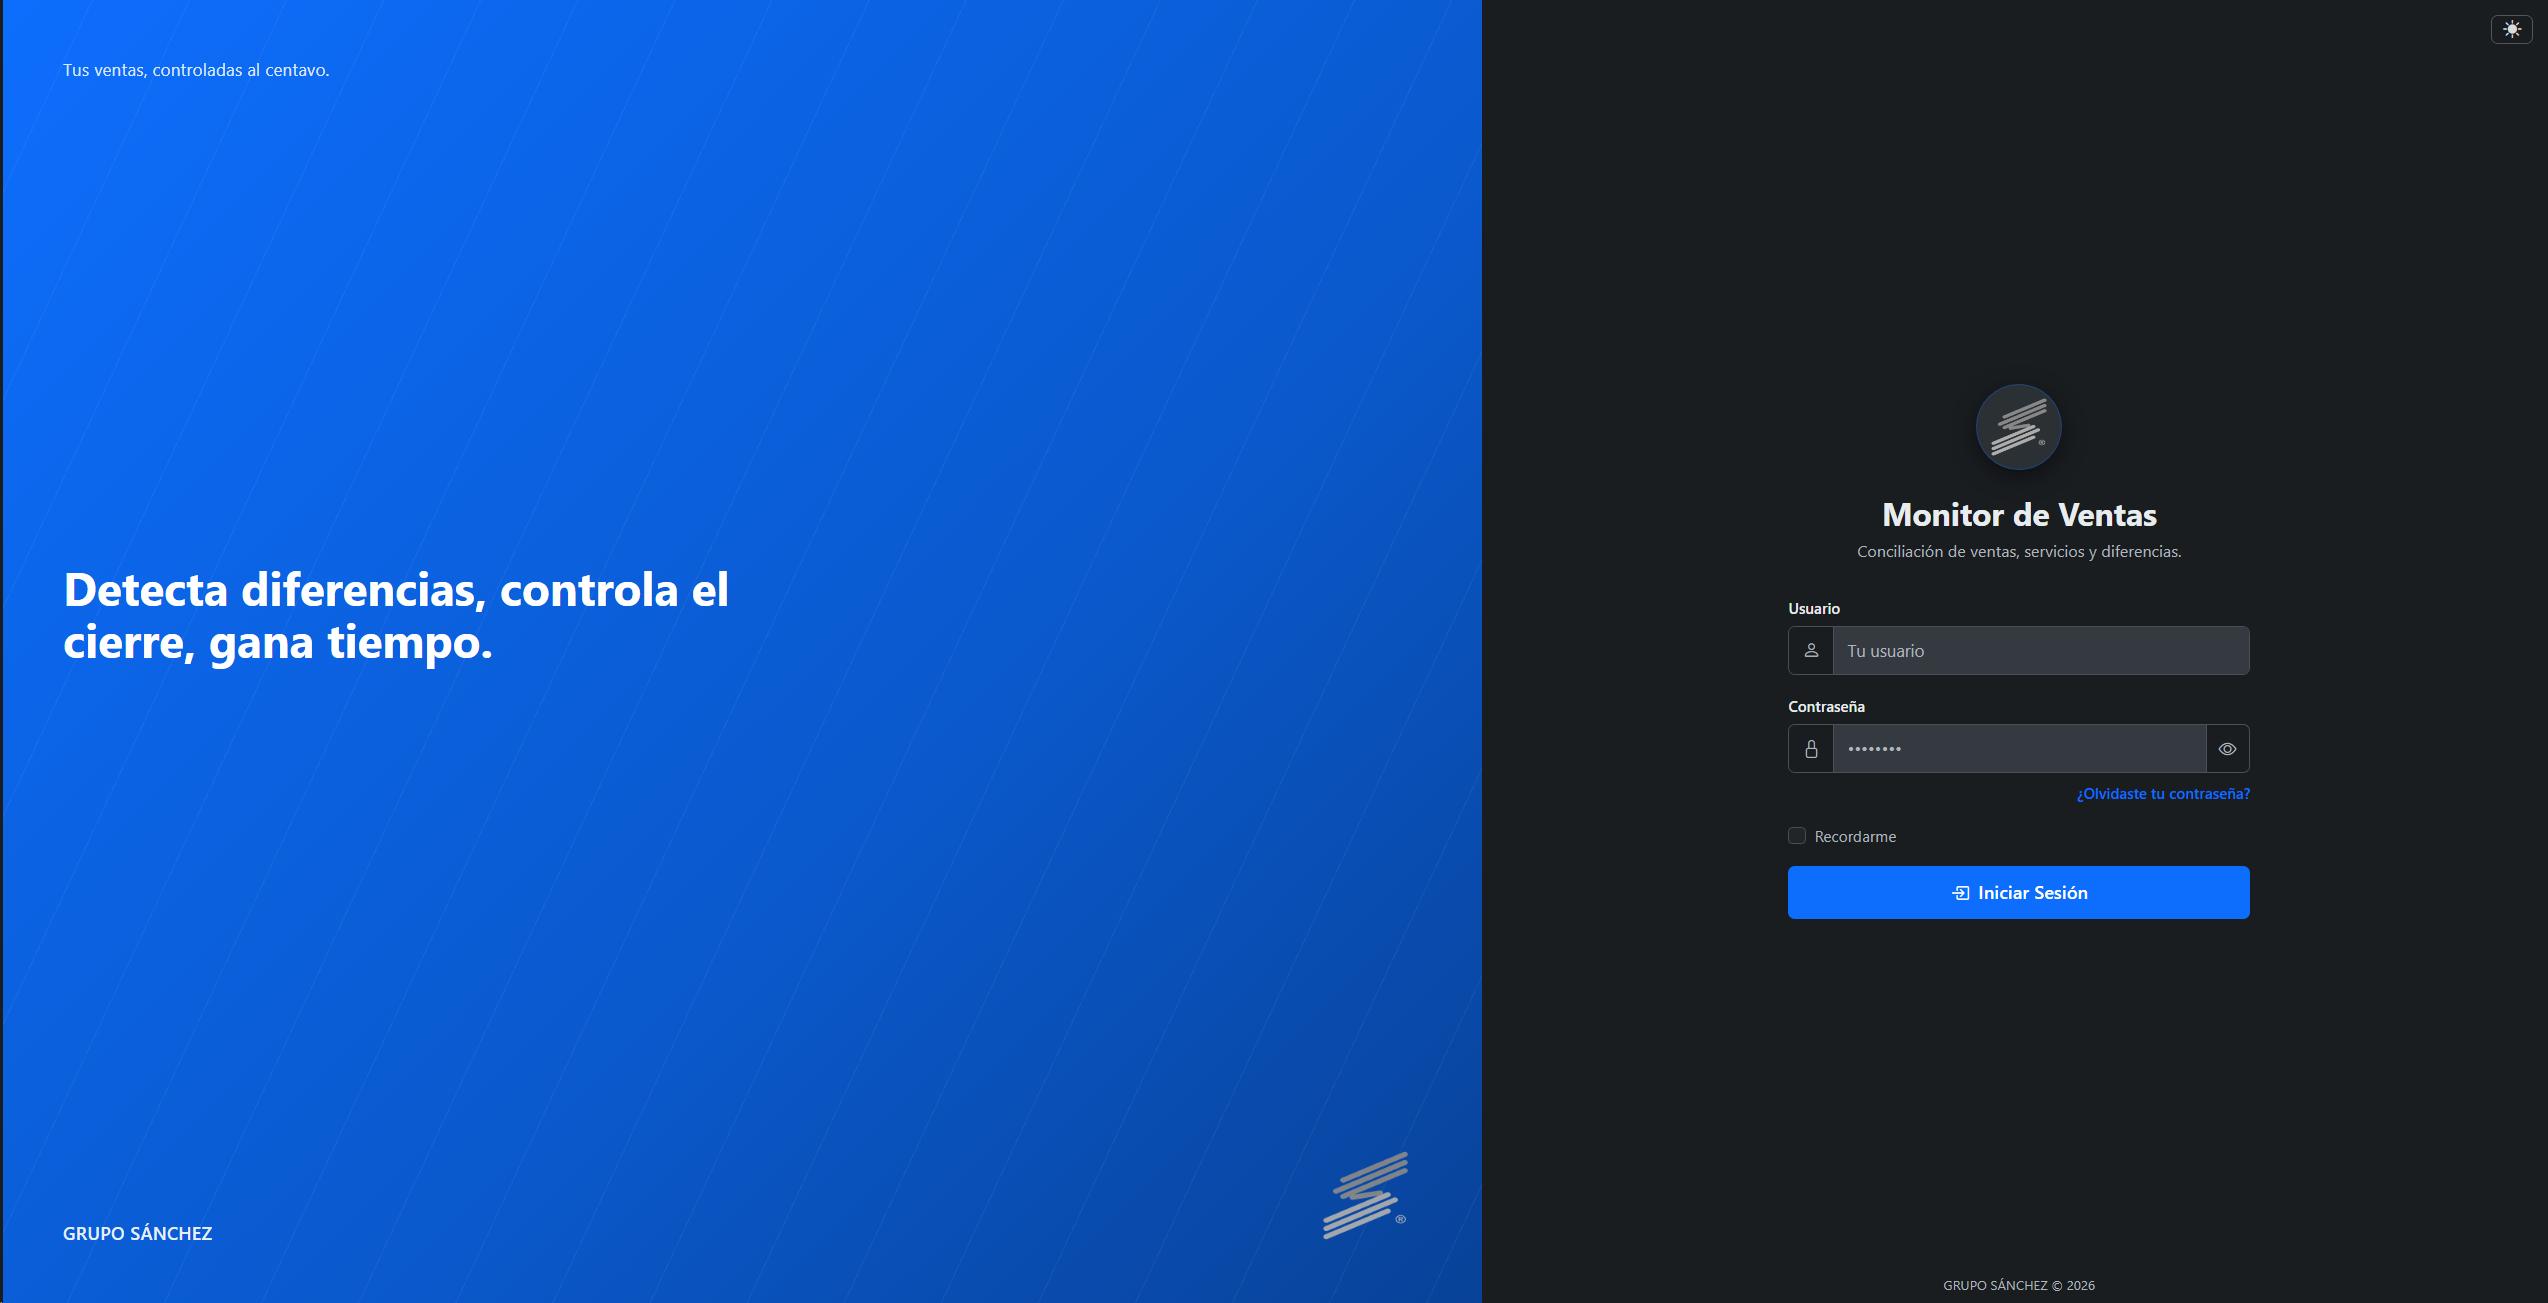 Tus ventas, controladas al centavo.
Detecta diferencias, controla el
cierre, gana tiempo.
GRUPO SÁNCHEZ
®
®
Monitor de Ventas
Conciliación de ventas, servicios y diferencias.
Usuario
Tu usuario
Contraseña
••••••••
¿Olvidaste tu contraseña?
Recordarme
Iniciar Sesión
GRUPO SÁNCHEZ © 2026